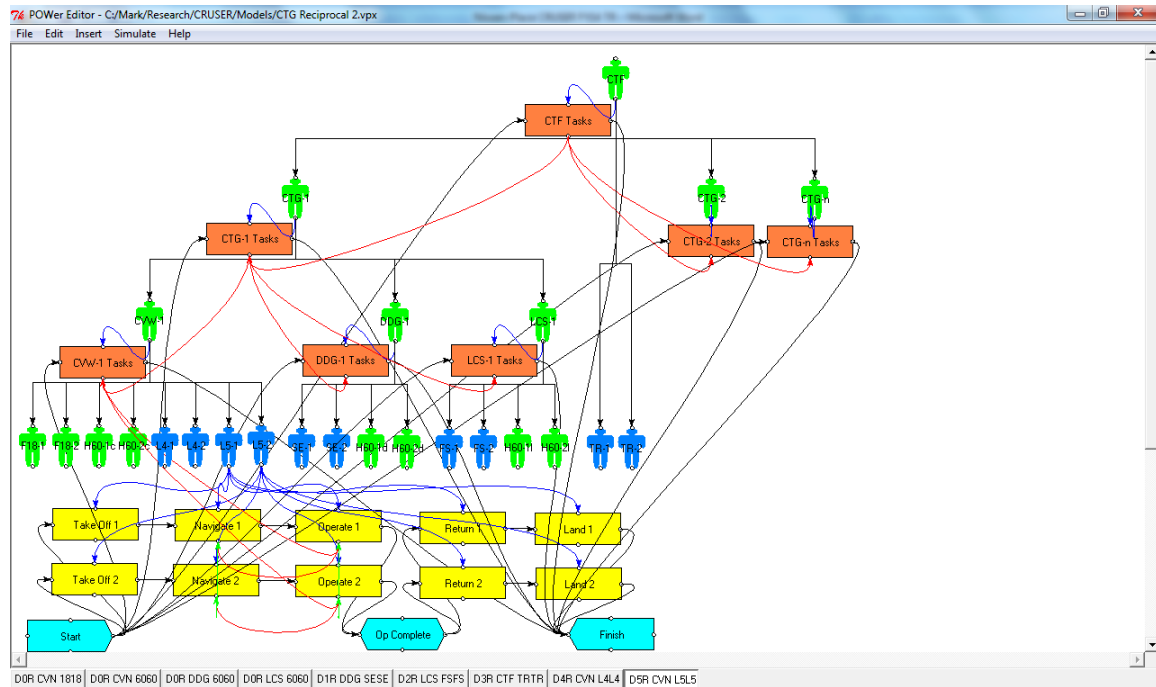 POWer Editor - C:/Mark/Research/CRUSER/Models/CTG Reciprocal 2.vpx
File Edit Insert Simulate Help
CTF
CTF Tasks
CTG-1 CTG-2 CTG-n
CTG-1 Tasks CTG-2 Tasks CTG-n Tasks
CVW-1 DDG-1 LCS-1
CVW-1 Tasks DDG-1 Tasks LCS-1 Tasks
F18-1 F18-2 H60-1c H60-2c L4-1 L4-2 L5-1 L5-2 SE-1 SE-2 H60-1d H60-2d FS-1 FS-2 H60-1l H60-2l TR-1 TR-2
Take Off 1 Navigate 1 Operate 1 Return 1 Land 1
Take Off 2 Navigate 2 Operate 2 Return 2 Land 2
Start Op Complete Finish
D0R CVN 1818 D0R CVN 6060 D0R DDG 6060 D0R LCS 6060 D1R DDG SESE D2R LCS FSFS D3R CTF TRTR D4R CVN L4L4 D5R CVN L5L5